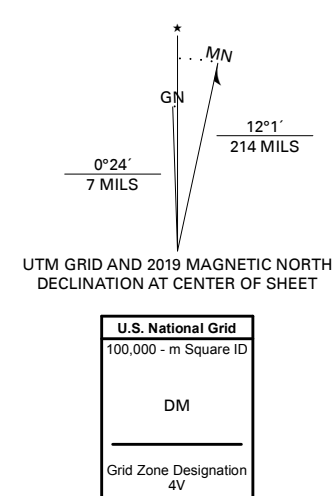 ★
MN
GN
12°1´
214 MILS
0°24´
7 MILS
UTM GRID AND 2019 MAGNETIC NORTH
DECLINATION AT CENTER OF SHEET
U.S. National Grid
100,000 - m Square ID
DM
Grid Zone Designation
4V